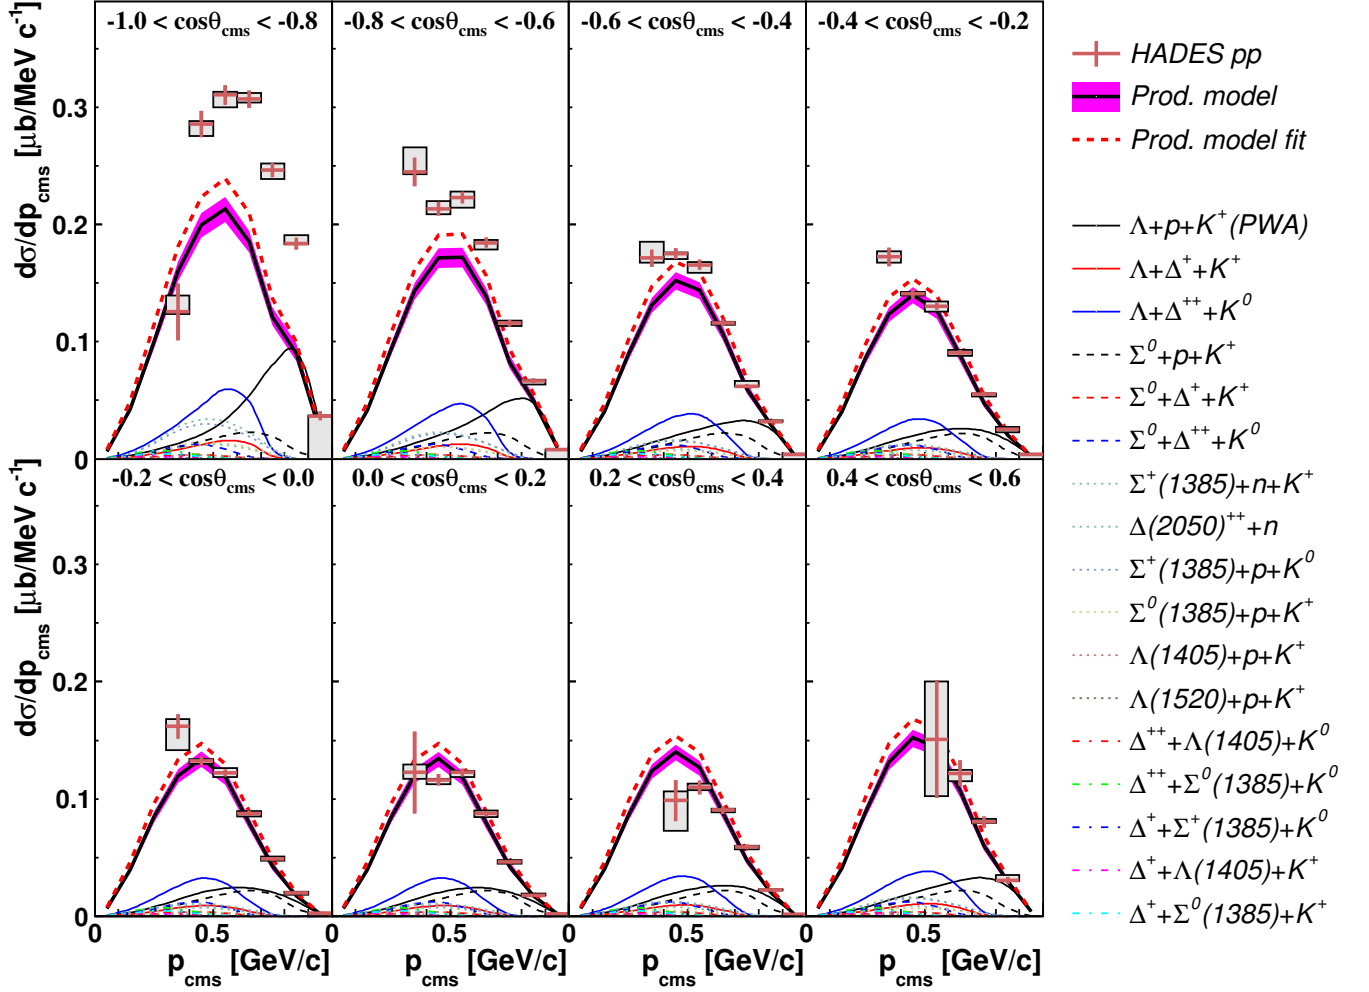 -1.0 < cosθcms < -0.8
-0.8 < cosθcms < -0.6
-0.6 < cosθcms < -0.4
-0.4 < cosθcms < -0.2
dσ/dpcms [μb/MeV c⁻¹]
0.3
0.2
0.1
0
-0.2 < cosθcms < 0.0
0.0 < cosθcms < 0.2
0.2 < cosθcms < 0.4
0.4 < cosθcms < 0.6
dσ/dpcms [μb/MeV c⁻¹]
0.2
0.1
0
0 0.5 0 0.5 0 0.5 0 0.5
pcms [GeV/c]
pcms [GeV/c]
pcms [GeV/c]
pcms [GeV/c]
HADES pp
Prod. model
Prod. model fit
Λ+p+K⁺(PWA)
Λ+Δ⁺+K⁺
Λ+Δ⁺⁺+K⁰
Σ⁰+p+K⁺
Σ⁰+Δ⁺+K⁺
Σ⁰+Δ⁺⁺+K⁰
Σ⁺(1385)+n+K⁺
Δ(2050)⁺⁺+n
Σ⁺(1385)+p+K⁰
Σ⁰(1385)+p+K⁺
Λ(1405)+p+K⁺
Λ(1520)+p+K⁺
Δ⁺⁺+Λ(1405)+K⁰
Δ⁺⁺+Σ⁰(1385)+K⁰
Δ⁺+Σ⁺(1385)+K⁰
Δ⁺+Λ(1405)+K⁺
Δ⁺+Σ⁰(1385)+K⁺